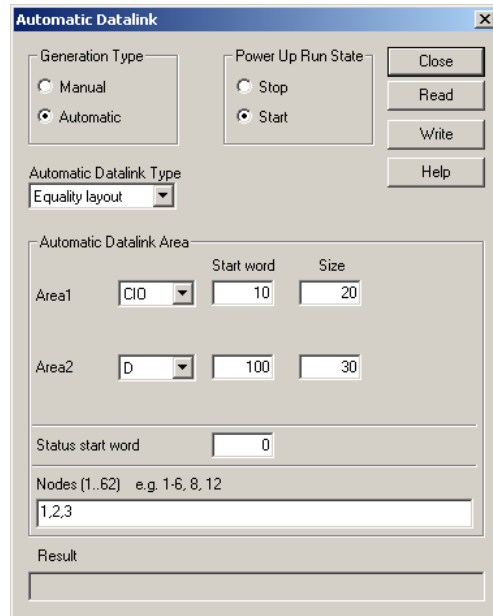 Automatic Datalink
Generation Type
Manual
Automatic
Power Up Run State
Stop
Start
Close
Read
Write
Help
Automatic Datalink Type
Equality layout
Automatic Datalink Area
Start word Size
Area1 CIO 10 20
Area2 D 100 30
Status start word 0
Nodes (1..62) e.g. 1-6, 8, 12
1,2,3
Result